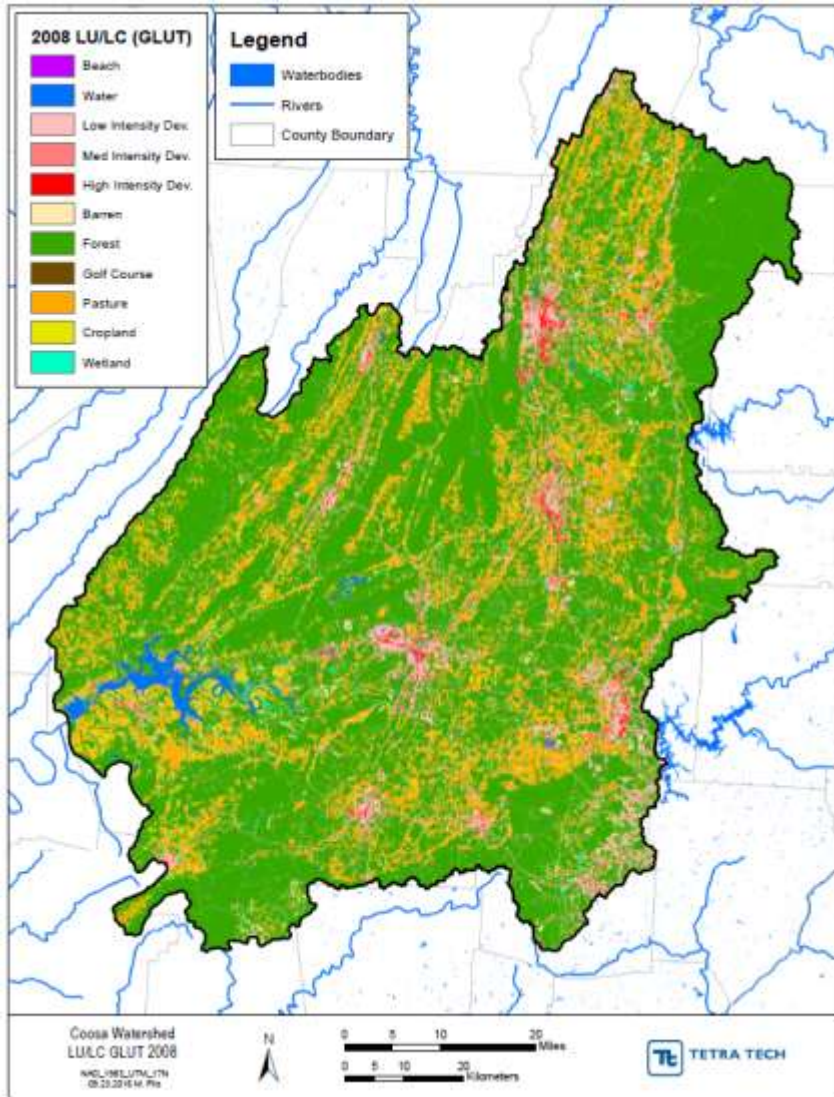 2008 LU/LC (GLUT)
Beach
Water
Low Intensity Dev.
Med Intensity Dev.
High Intensity Dev.
Barren
Forest
Golf Course
Pasture
Cropland
Wetland
Legend
Waterbodies
Rivers
County Boundary
Coosa Watershed
LU/LC GLUT 2008
NAD_1983_UTM_17N
N
0 5 10 20
Miles
0 5 10 20
Kilometers
Tt TETRA TECH